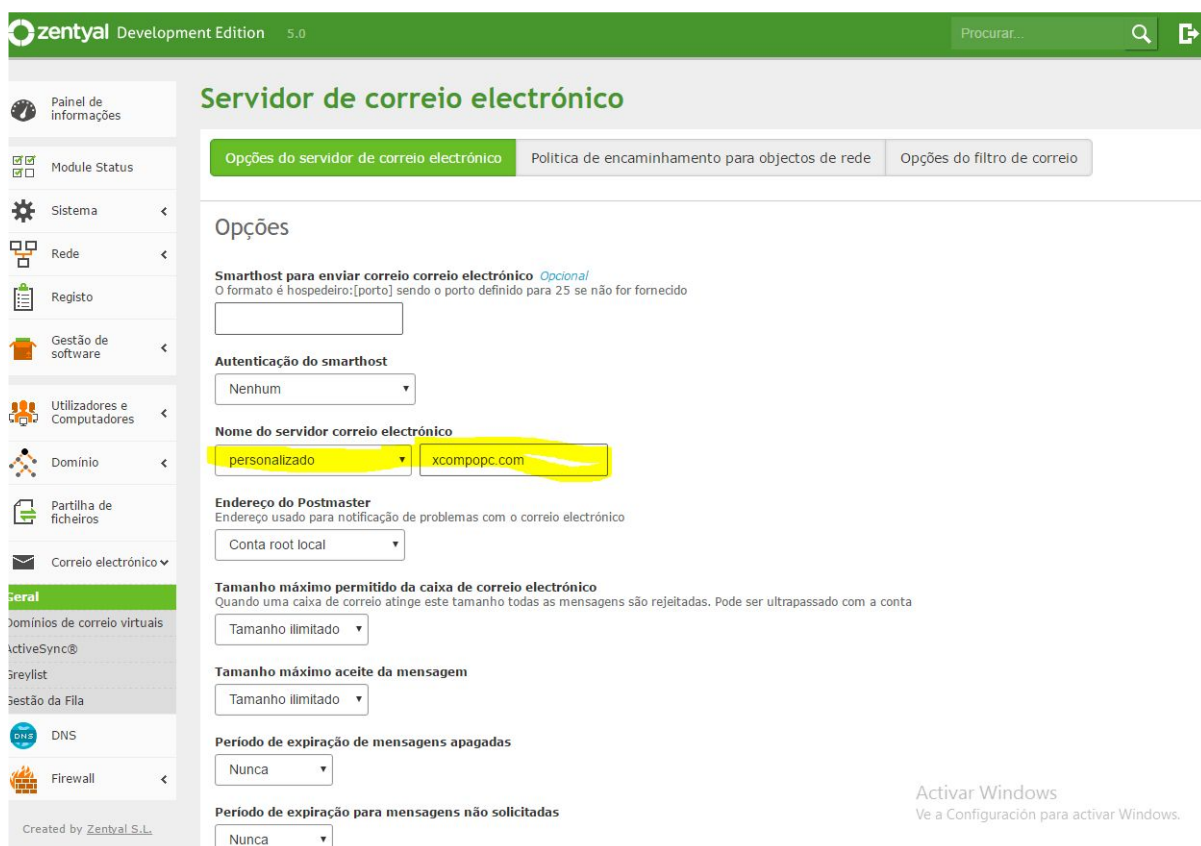 zentyal Development Edition 5.0
Procurar...
Painel de
informações
Module Status
Sistema
Rede
Registo
Gestão de
software
Utilizadores e
Computadores
Domínio
Partilha de
ficheiros
Correio electrónico
Geral
Domínios de correio virtuais
ActiveSync®
Greylist
Gestão da Fila
DNS
DNS
Firewall
Created by Zentyal S.L.
Servidor de correio electrónico
Opções do servidor de correio electrónico
Politica de encaminhamento para objectos de rede
Opções do filtro de correio
Opções
Smarthost para enviar correio correio electrónico Opcional
O formato é hospedeiro:[porto] sendo o porto definido para 25 se não for fornecido
Autenticação do smarthost
Nenhum
Nome do servidor correio electrónico
personalizado xcompopc.com
Endereço do Postmaster
Endereço usado para notificação de problemas com o correio electrónico
Conta root local
Tamanho máximo permitido da caixa de correio electrónico
Quando uma caixa de correio atinge este tamanho todas as mensagens são rejeitadas. Pode ser ultrapassado com a conta
Tamanho ilimitado
Tamanho máximo aceite da mensagem
Tamanho ilimitado
Período de expiração de mensagens apagadas
Nunca
Período de expiração para mensagens não solicitadas
Nunca
Activar Windows
Ve a Configuración para activar Windows.